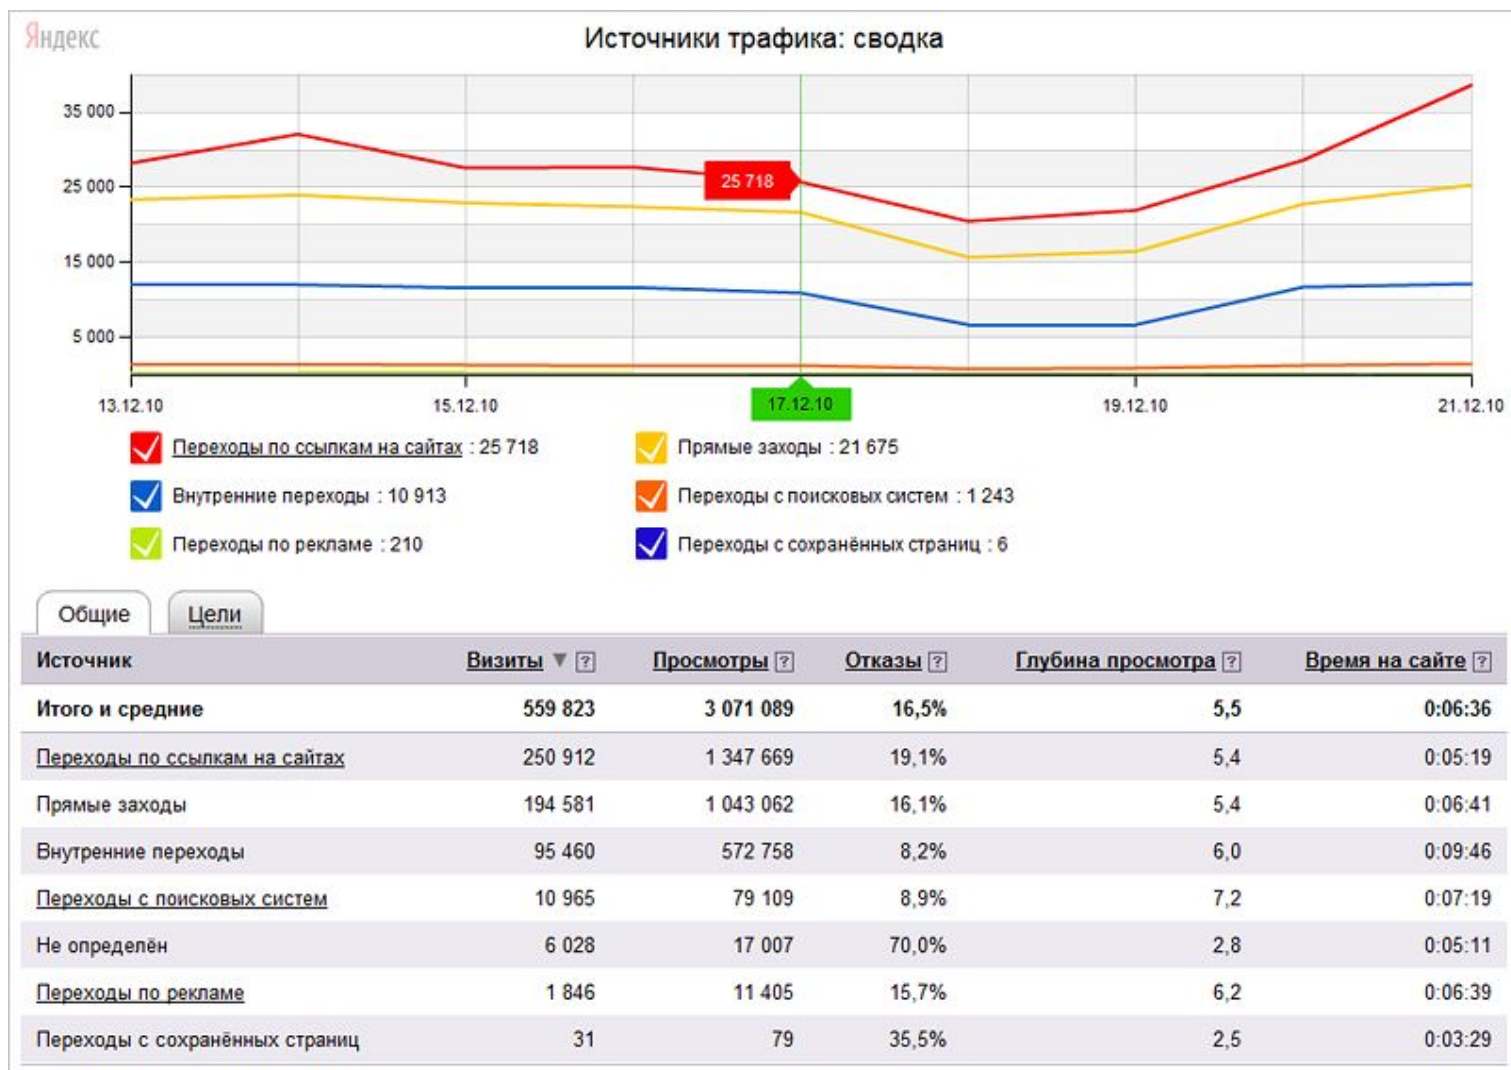 Яндекс
Источники трафика: сводка
35 000
25 000
25 718
15 000
5 000
13.12.10 15.12.10 17.12.10 19.12.10 21.12.10
Переходы по ссылкам на сайтах : 25 718 Прямые заходы : 21 675
Внутренние переходы : 10 913 Переходы с поисковых систем : 1 243
Переходы по рекламе : 210 Переходы с сохранённых страниц : 6
Общие Цели
Источник Визиты ▼ ? Просмотры ? Отказы ? Глубина просмотра ? Время на сайте ?
Итого и средние 559 823 3 071 089 16,5% 5,5 0:06:36
Переходы по ссылкам на сайтах 250 912 1 347 669 19,1% 5,4 0:05:19
Прямые заходы 194 581 1 043 062 16,1% 5,4 0:06:41
Внутренние переходы 95 460 572 758 8,2% 6,0 0:09:46
Переходы с поисковых систем 10 965 79 109 8,9% 7,2 0:07:19
Не определён 6 028 17 007 70,0% 2,8 0:05:11
Переходы по рекламе 1 846 11 405 15,7% 6,2 0:06:39
Переходы с сохранённых страниц 31 79 35,5% 2,5 0:03:29